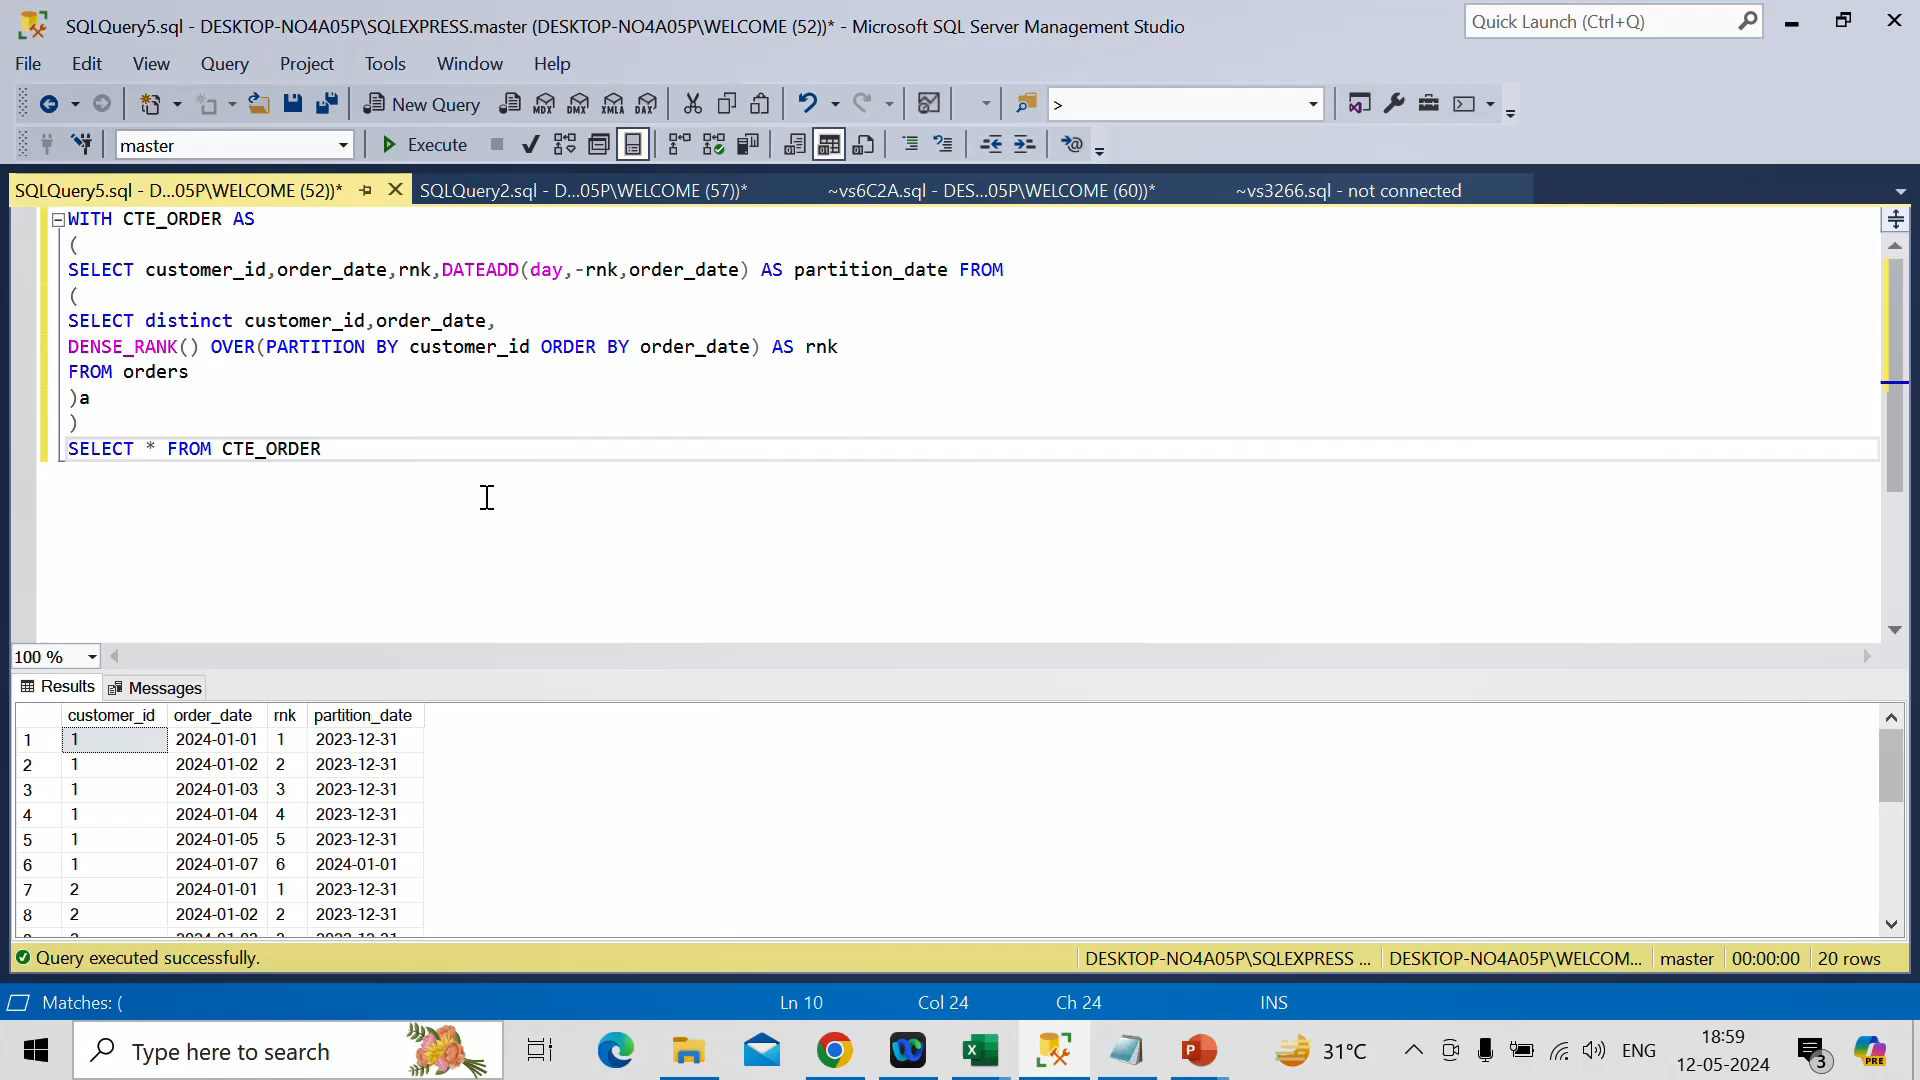 SQLQuery5.sql - DESKTOP-NO4A05P\SQLEXPRESS.master (DESKTOP-NO4A05P\WELCOME (52))* - Microsoft SQL Server Management Studio
Quick Launch (Ctrl+Q)
File Edit View Query Project Tools Window Help
New Query MDX DMX XMLA DAX >
master Execute
SQLQuery5.sql - D...05P\WELCOME (52))* SQLQuery2.sql - D...05P\WELCOME (57))* ~vs6C2A.sql - DES...05P\WELCOME (60))* ~vs3266.sql - not connected
WITH CTE_ORDER AS
(
SELECT customer_id,order_date,rnk,DATEADD(day,-rnk,order_date) AS partition_date FROM
(
SELECT distinct customer_id,order_date,
DENSE_RANK() OVER(PARTITION BY customer_id ORDER BY order_date) AS rnk
FROM orders
)a
)
SELECT * FROM CTE_ORDER
100 %
Results Messages
customer_id order_date rnk partition_date
1 1 2024-01-01 1 2023-12-31
2 1 2024-01-02 2 2023-12-31
3 1 2024-01-03 3 2023-12-31
4 1 2024-01-04 4 2023-12-31
5 1 2024-01-05 5 2023-12-31
6 1 2024-01-07 6 2024-01-01
7 2 2024-01-01 1 2023-12-31
8 2 2024-01-02 2 2023-12-31
Query executed successfully. DESKTOP-NO4A05P\SQLEXPRESS ... DESKTOP-NO4A05P\WELCOM... master 00:00:00 20 rows
Matches: ( Ln 10 Col 24 Ch 24 INS
Type here to search 31°C ENG 18:59
12-05-2024 3 PRE